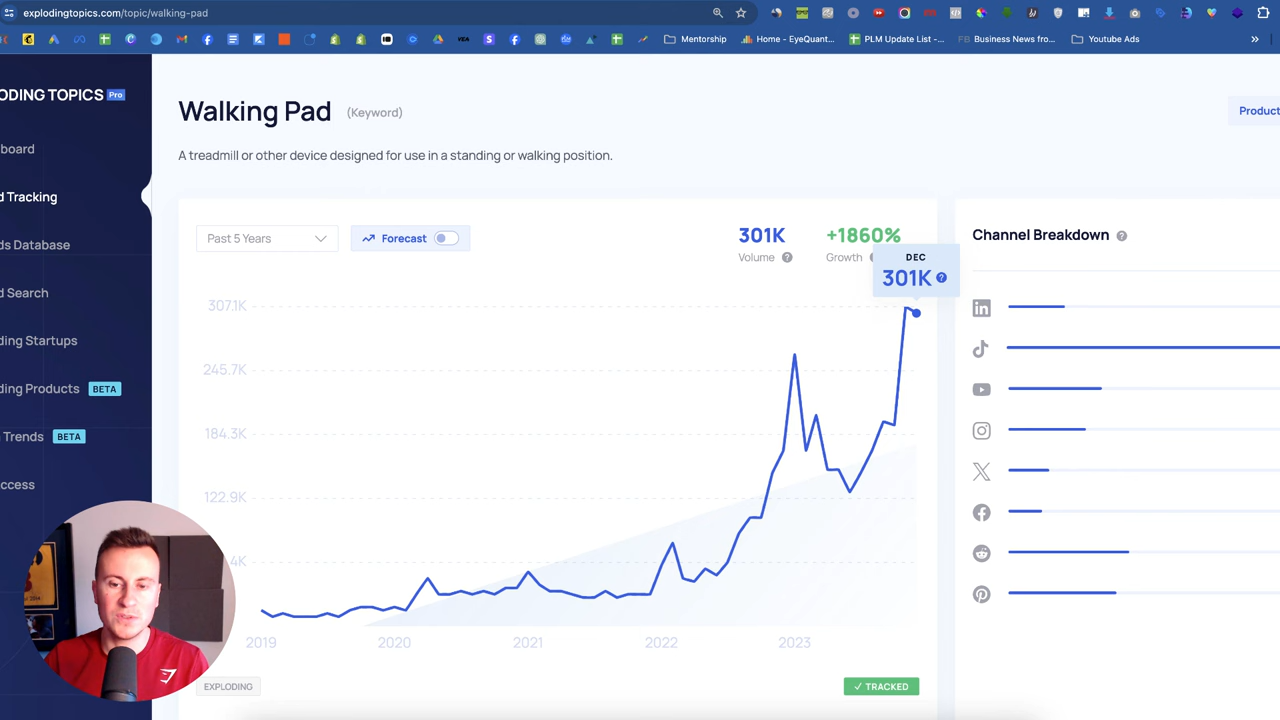 explodingtopics.com/topic/walking-pad
Mentorship
Home - EyeQuant...
PLM Update List -...
FB Business News fro...
Youtube Ads
»
ODING TOPICS Pro
board
d Tracking
ds Database
d Search
ding Startups
ding Products BETA
Trends BETA
ccess
Walking Pad (Keyword)
Product
A treadmill or other device designed for use in a standing or walking position.
Past 5 Years
Forecast
301K
Volume ?
+1860%
Growth
DEC
301K ?
Channel Breakdown ?
307.1K
245.7K
184.3K
122.9K
4K
2019 2020 2021 2022 2023
EXPLODING
✓ TRACKED